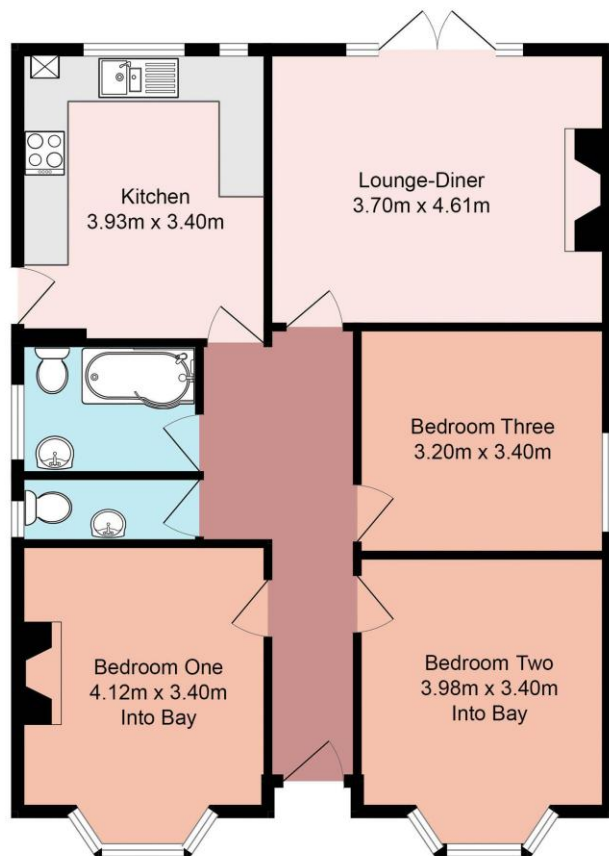 Kitchen
3.93m x 3.40m
Lounge-Diner
3.70m x 4.61m
Bedroom Three
3.20m x 3.40m
Bedroom One
4.12m x 3.40m
Into Bay
Bedroom Two
3.98m x 3.40m
Into Bay